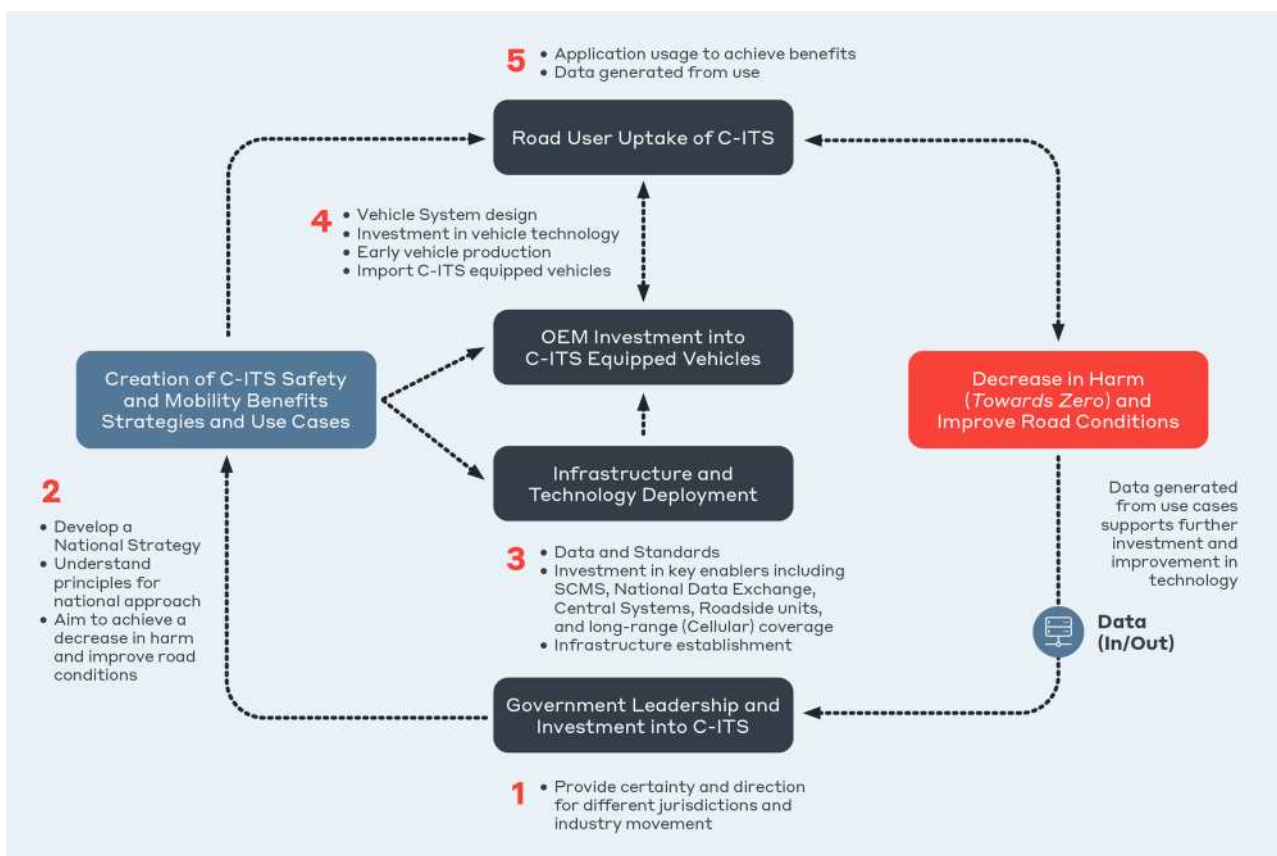 5
• Application usage to achieve benefits
• Data generated from use
Road User Uptake of C-ITS
4
• Vehicle System design
• Investment in vehicle technology
• Early vehicle production
• Import C-ITS equipped vehicles
OEM Investment into
C-ITS Equipped Vehicles
Creation of C-ITS Safety
and Mobility Benefits
Strategies and Use Cases
Decrease in Harm
(Towards Zero) and
Improve Road Conditions
Infrastructure and
Technology Deployment
2
• Develop a
National Strategy
• Understand
principles for
national approach
• Aim to achieve a
decrease in harm
and improve road
conditions
3
• Data and Standards
• Investment in key enablers including
SCMS, National Data Exchange,
Central Systems, Roadside units,
and long-range (Cellular) coverage
• Infrastructure establishment
Data generated
from use cases
supports further
investment and
improvement in
technology
Data
(In/Out)
Government Leadership and
Investment into C-ITS
1
• Provide certainty and direction
for different jurisdictions and
industry movement